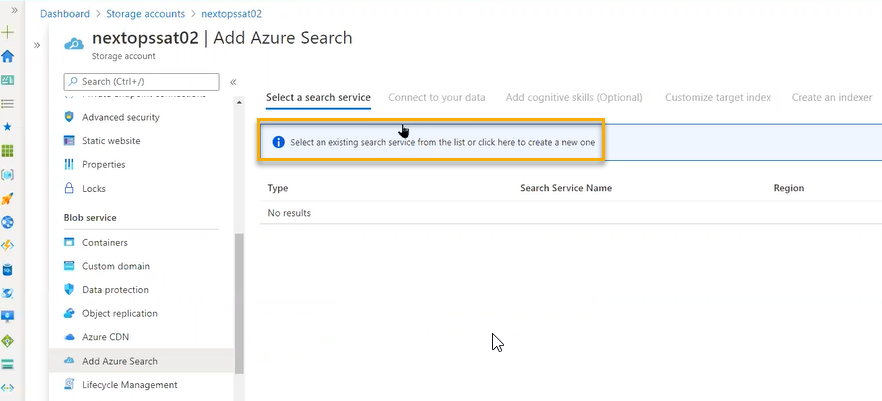 Dashboard > Storage accounts > nextopssat02
nextopssat02 | Add Azure Search
Storage account
Search (Ctrl+/)
Advanced security
Static website
Properties
Locks
Blob service
Containers
Custom domain
Data protection
Object replication
Azure CDN
Add Azure Search
Lifecycle Management
Select a search service Connect to your data Add cognitive skills (Optional) Customize target index Create an indexer
Select an existing search service from the list or click here to create a new one
Type Search Service Name Region
No results